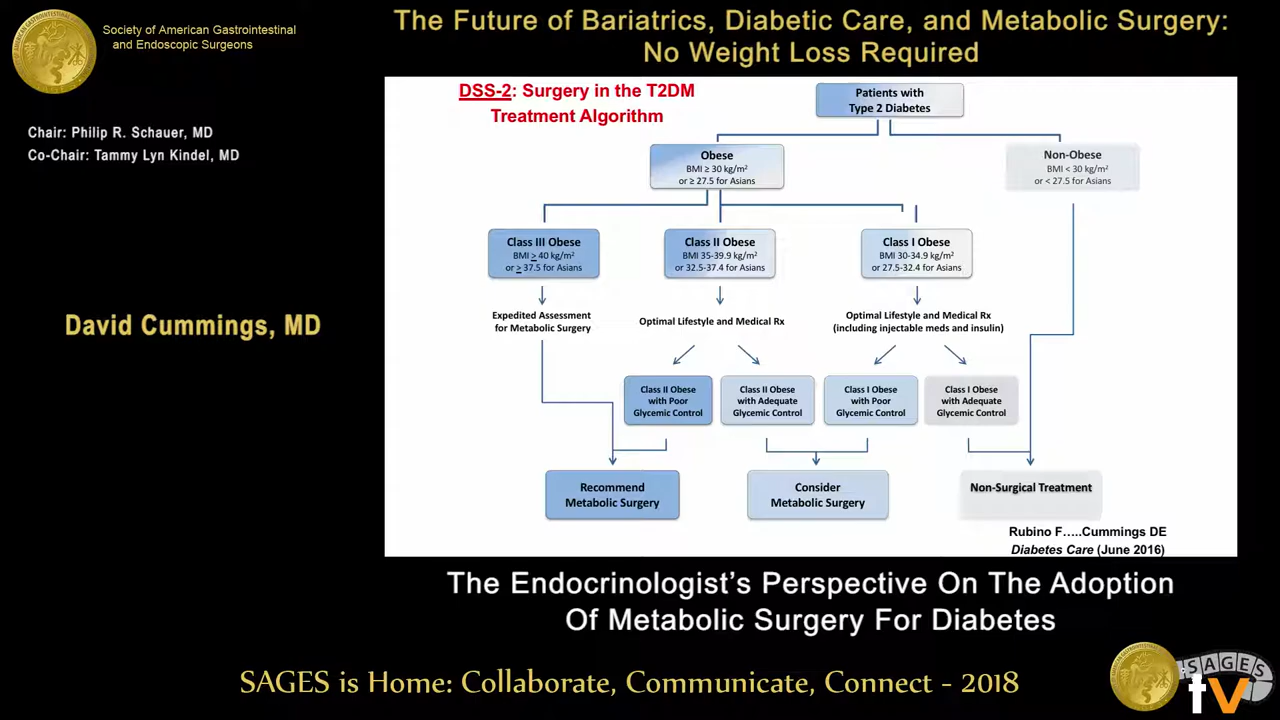 Society of American Gastrointestinal
and Endoscopic Surgeons
The Future of Bariatrics, Diabetic Care, and Metabolic Surgery:
No Weight Loss Required
Chair: Philip R. Schauer, MD
Co-Chair: Tammy Lyn Kindel, MD
David Cummings, MD
DSS-2: Surgery in the T2DM
Treatment Algorithm
Patients with
Type 2 Diabetes
Obese
BMI ≥ 30 kg/m²
or ≥ 27.5 for Asians
Non-Obese
BMI < 30 kg/m²
or < 27.5 for Asians
Class III Obese
BMI ≥ 40 kg/m²
or ≥ 37.5 for Asians
Class II Obese
BMI 35-39.9 kg/m²
or 32.5-37.4 for Asians
Class I Obese
BMI 30-34.9 kg/m²
or 27.5-32.4 for Asians
Expedited Assessment
for Metabolic Surgery
Optimal Lifestyle and Medical Rx
Optimal Lifestyle and Medical Rx
(including injectable meds and insulin)
Class II Obese
with Poor
Glycemic Control
Class II Obese
with Adequate
Glycemic Control
Class I Obese
with Poor
Glycemic Control
Class I Obese
with Adequate
Glycemic Control
Recommend
Metabolic Surgery
Consider
Metabolic Surgery
Non-Surgical Treatment
Rubino F…..Cummings DE
Diabetes Care (June 2016)
The Endocrinologist's Perspective On The Adoption
Of Metabolic Surgery For Diabetes
SAGES is Home: Collaborate, Communicate, Connect - 2018
SAGES
tv